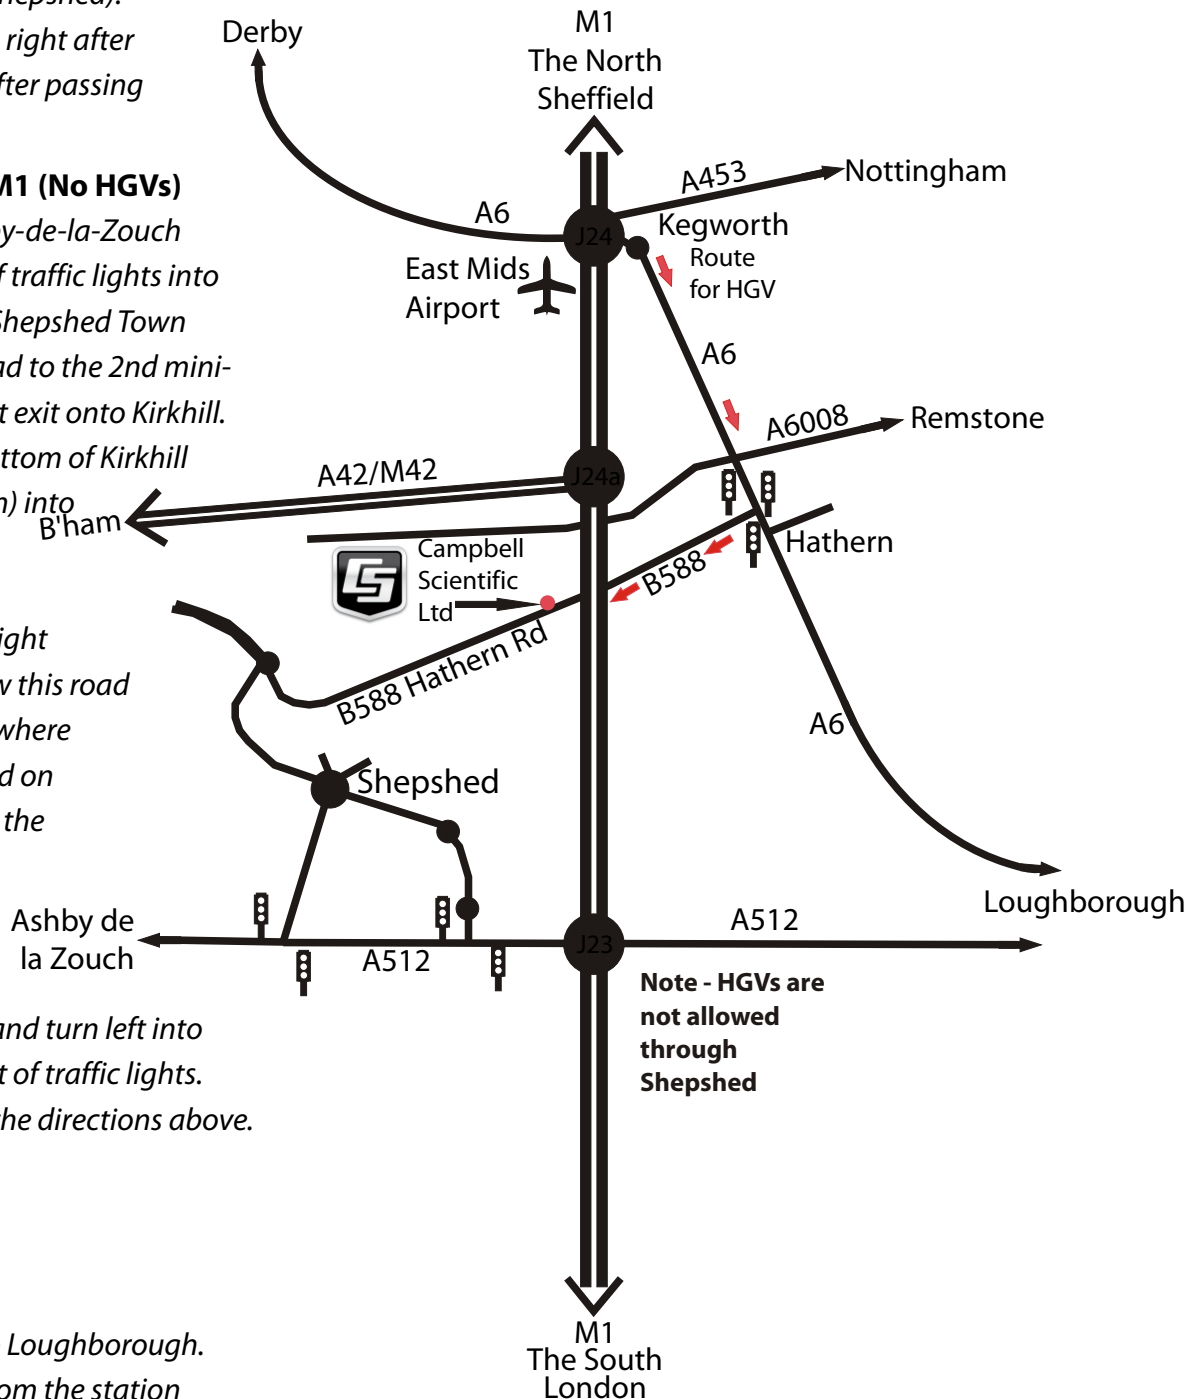 hepshed).
right after
fter passing
M1 (No HGVs)
y-de-la-Zouch
f traffic lights into
Shepshed Town
ad to the 2nd mini-
t exit onto Kirkhill.
ttom of Kirkhill
n) into
ight
w this road
where
d on
the
and turn left into
t of traffic lights.
the directions above.
Loughborough.
om the station
Derby
M1
The North
Sheffield
A453
Nottingham
A6
J24
Kegworth
Route
for HGV
East Mids
Airport
A6
A6008
Remstone
A42/M42
J24a
B'ham
Hathern
Campbell
Scientific
Ltd
B588
B588 Hathern Rd
A6
Shepshed
Loughborough
Ashby de
la Zouch
A512
J23
A512
Note - HGVs are
not allowed
through
Shepshed
M1
The South
London